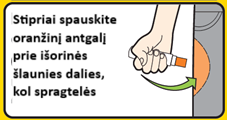 Stipriai spauskite
oranžinį antgalį
prie išorinės
šlaunies dalies,
kol spragtelės